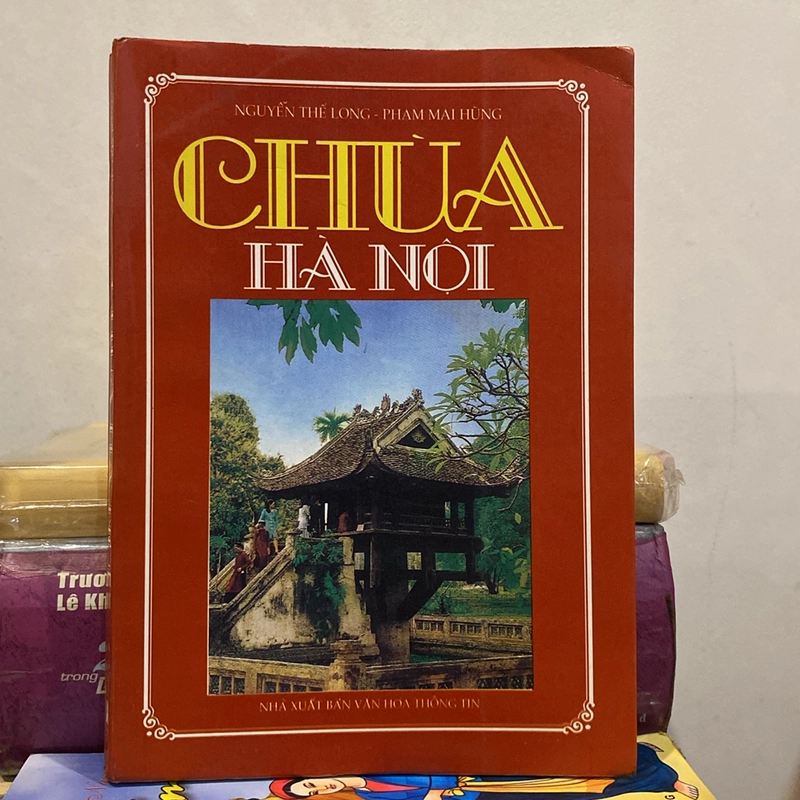 NGUYỄN THẾ LONG - PHẠM MAI HÙNG
CHÙA
HÀ NỘI
NHÀ XUẤT BẢN VĂN HÓA THÔNG TIN
Lê Kh
trong